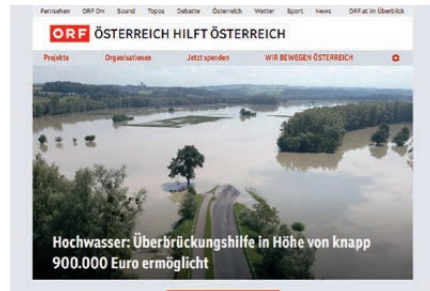 Fernsehen ORF ON Sound Topos Debatte Österreich Wetter Sport News ORF.at im Überblick
ORF ÖSTERREICH HILFT ÖSTERREICH
Projekte Organisationen Jetzt spenden WIR BEWEGEN ÖSTERREICH
Hochwasser: Überbrückungshilfe in Höhe von knapp
900.000 Euro ermöglicht